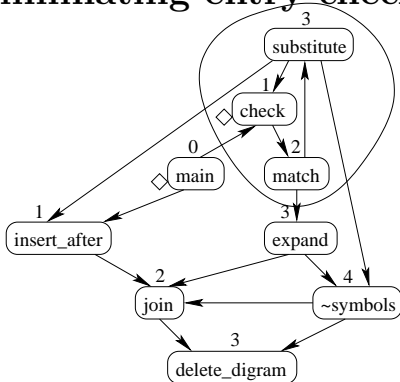 3
substitute
1
check
0
2
main
match
1
3
insert_after
expand
2
4
join
~symbols
3
delete_digram